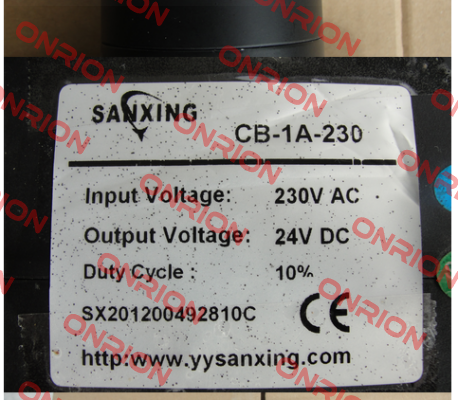 SANXING
CB-1A-230
Input Voltage: 230V AC
Output Voltage: 24V DC
Duty Cycle : 10%
SX201200492810C CE
http:www.yysanxing.com
ONRION
ONRION
ONRION
ONRION
ONRION
ONRION
ONRION
ONRION
ONRION